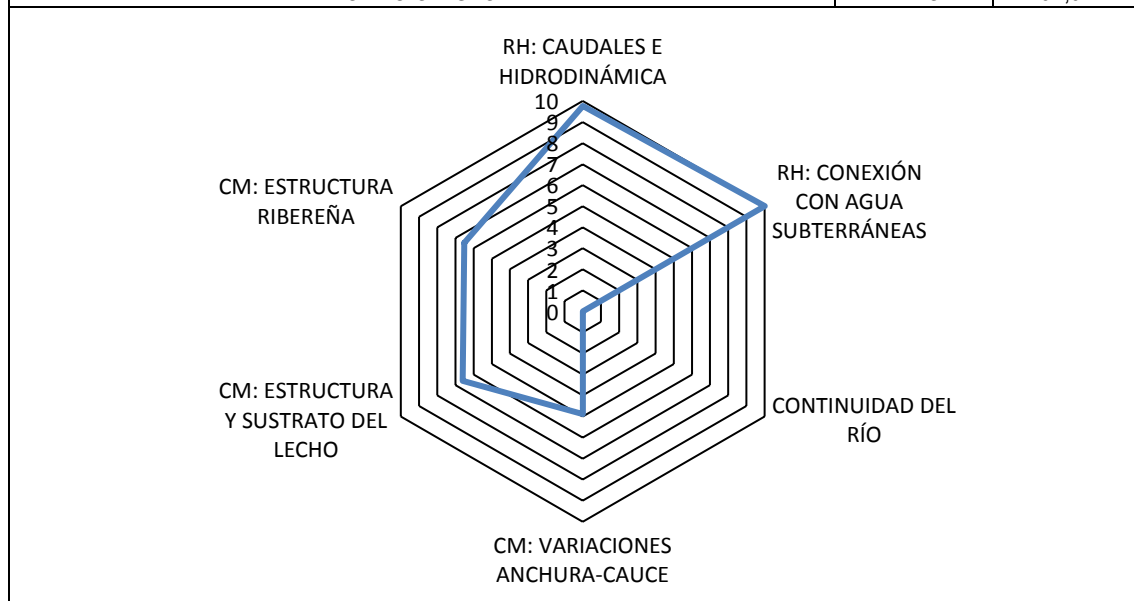 RH: CAUDALES E
HIDRODINÁMICA
10
9
8
7
6
5
4
3
2
1
0
RH: CONEXIÓN
CON AGUA
SUBTERRÁNEAS
CONTINUIDAD DEL
RÍO
CM: VARIACIONES
ANCHURA-CAUCE
CM: ESTRUCTURA
Y SUSTRATO DEL
LECHO
CM: ESTRUCTURA
RIBEREÑA